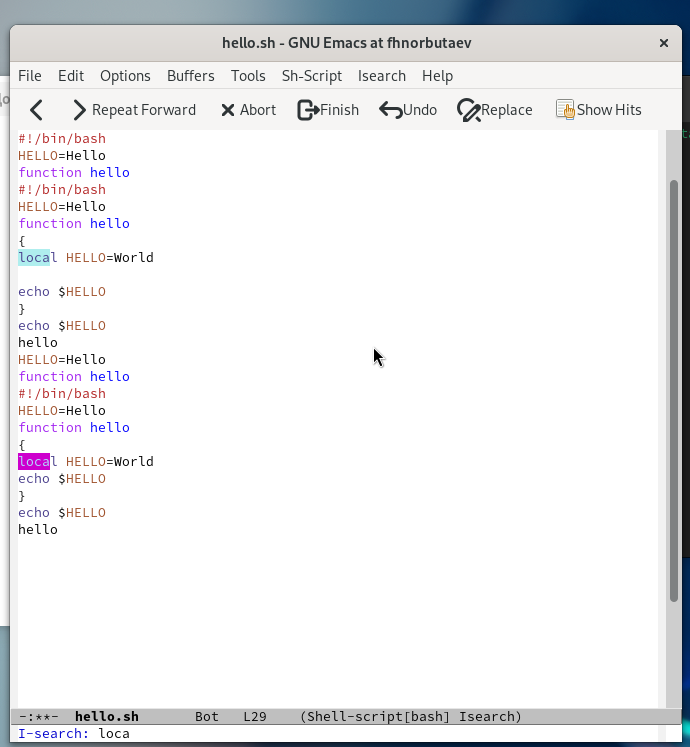 hello.sh - GNU Emacs at fhnorbutaev ×
File Edit Options Buffers Tools Sh-Script Isearch Help
Repeat Forward Abort Finish Undo Replace Show Hits
#!/bin/bash
HELLO=Hello
function hello
#!/bin/bash
HELLO=Hello
function hello
{
local HELLO=World

echo $HELLO
}
echo $HELLO
hello
HELLO=Hello
function hello
#!/bin/bash
HELLO=Hello
function hello
{
local HELLO=World
echo $HELLO
}
echo $HELLO
hello
-:**- hello.sh Bot L29 (Shell-script[bash] Isearch)
I-search: loca